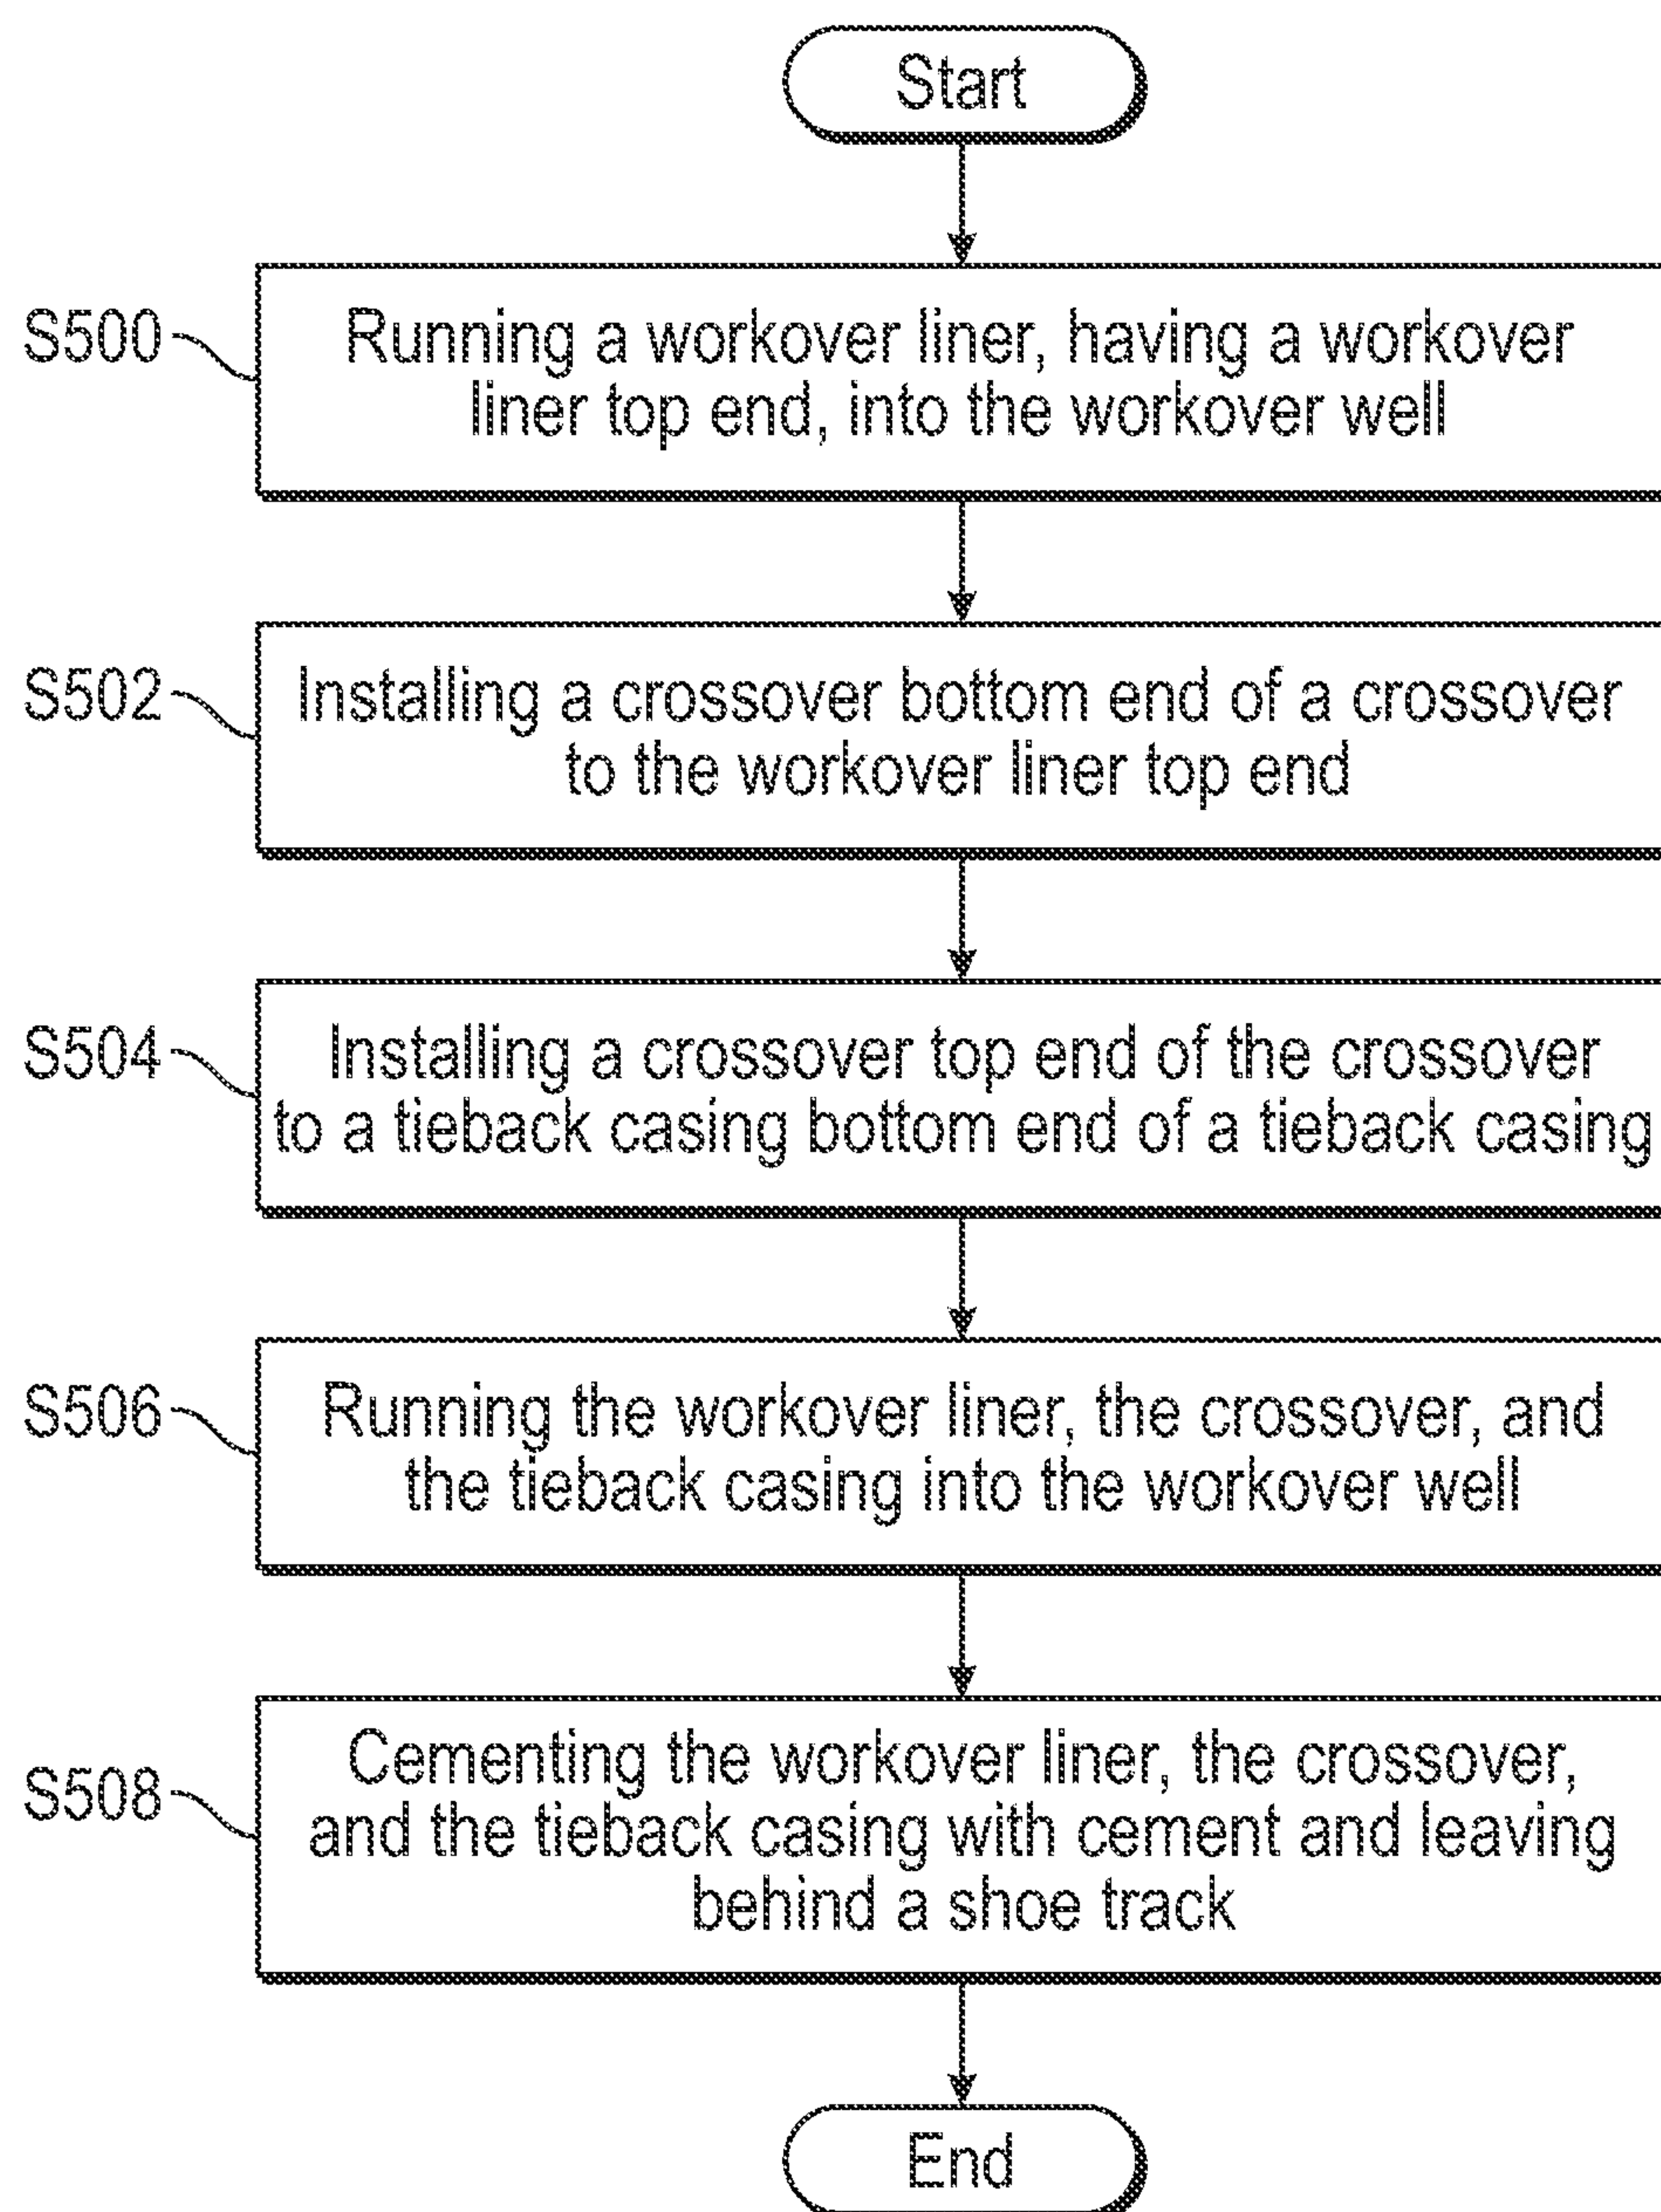 Start
S500
Running a workover liner, having a workover
liner top end, into the workover well
S502
Installing a crossover bottom end of a crossover
to the workover liner top end
S504
Installing a crossover top end of the crossover
to a tieback casing bottom end of a tieback casing
S506
Running the workover liner, the crossover, and
the tieback casing into the workover well
S508
Cementing the workover liner, the crossover,
and the tieback casing with cement and leaving
behind a shoe track
End